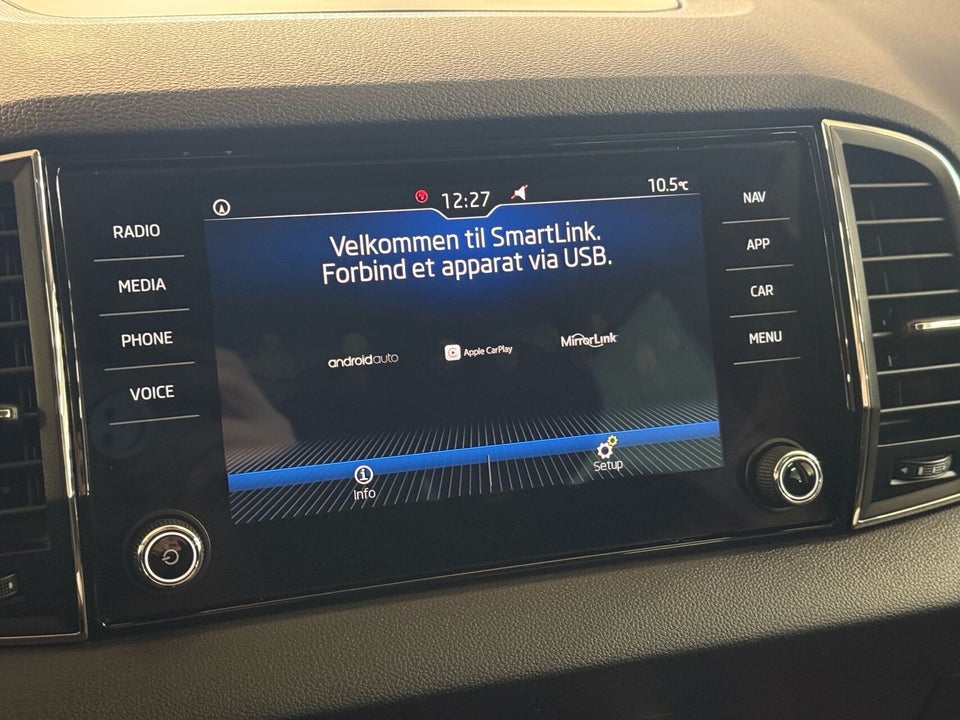 12:27
10.5°C
RADIO
MEDIA
PHONE
VOICE
Velkommen til SmartLink.
Forbind et apparat via USB.
androidauto
Apple CarPlay
MirrorLink
Info
Setup
NAV
APP
CAR
MENU